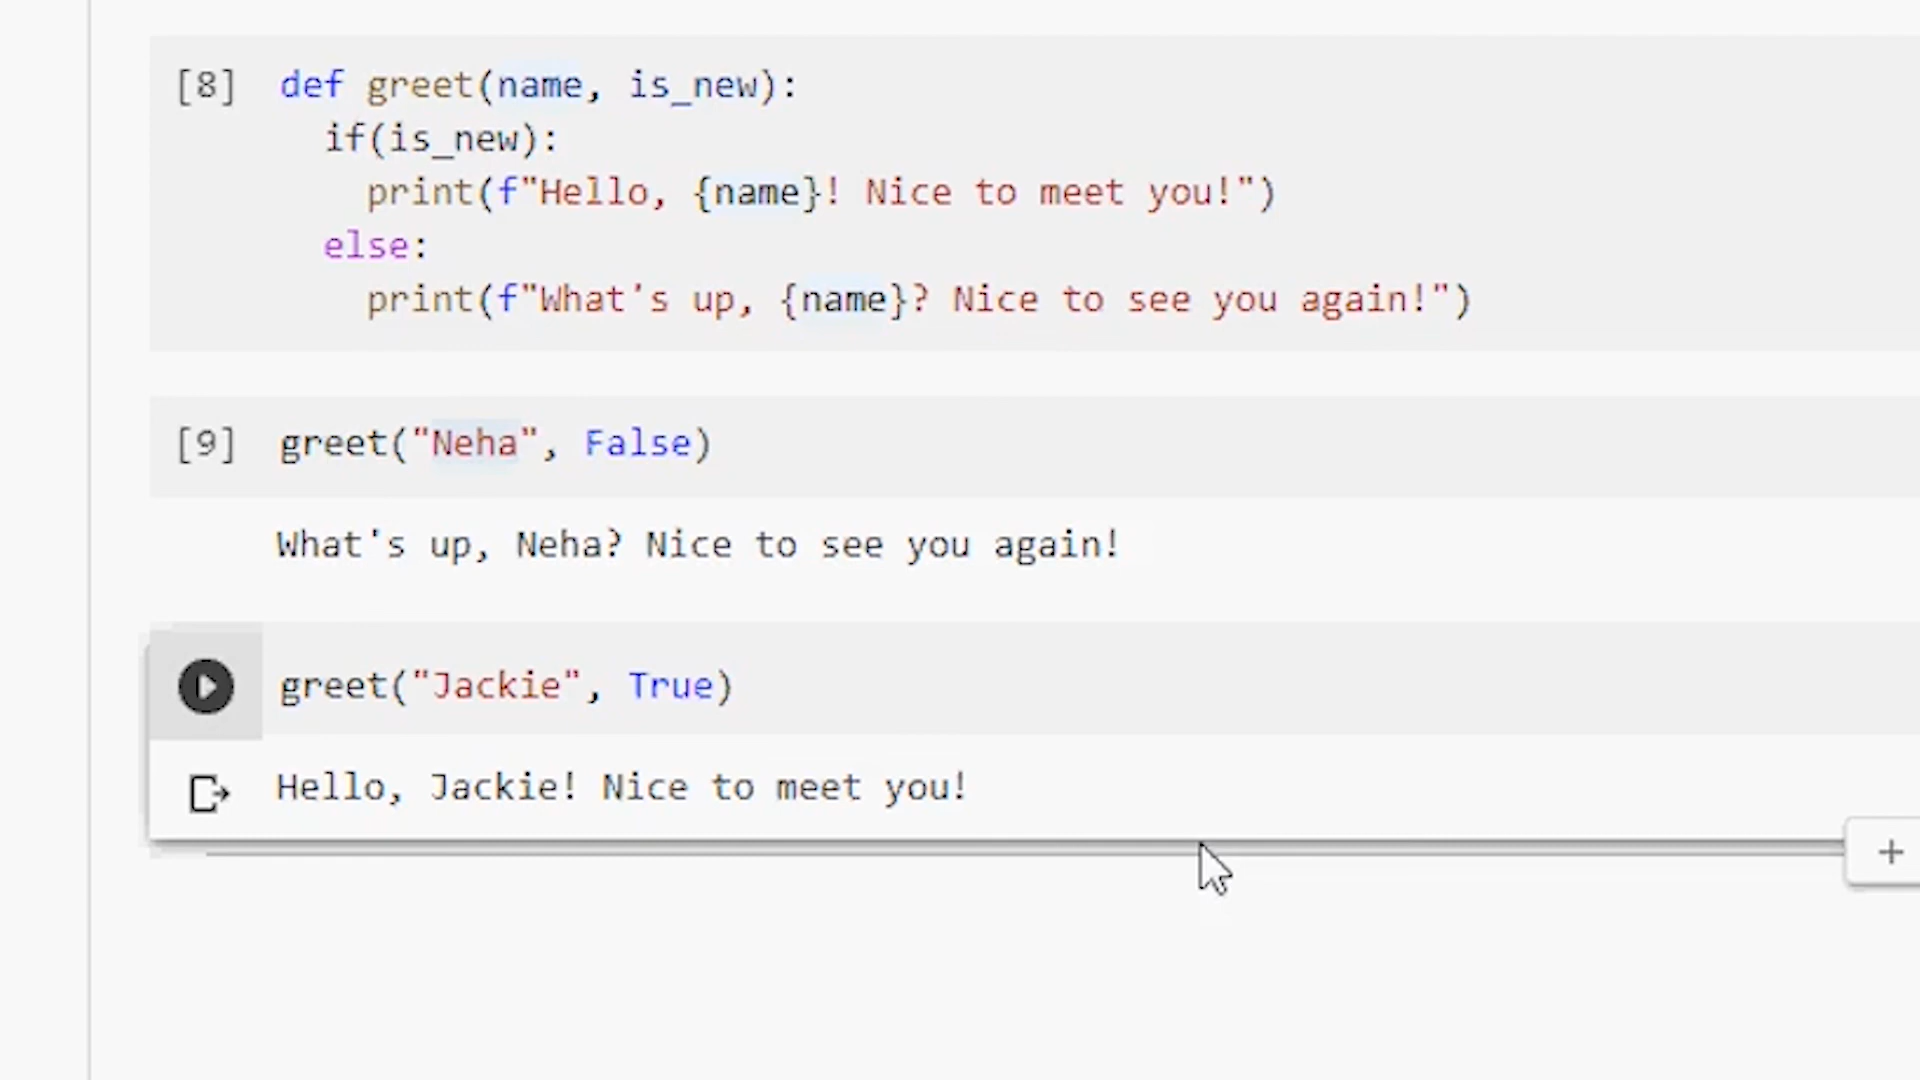 [8] def greet(name, is_new):
if(is_new):
print(f"Hello, {name}! Nice to meet you!")
else:
print(f"What's up, {name}? Nice to see you again!")
[9] greet("Neha", False)
What's up, Neha? Nice to see you again!
greet("Jackie", True)
Hello, Jackie! Nice to meet you!
+